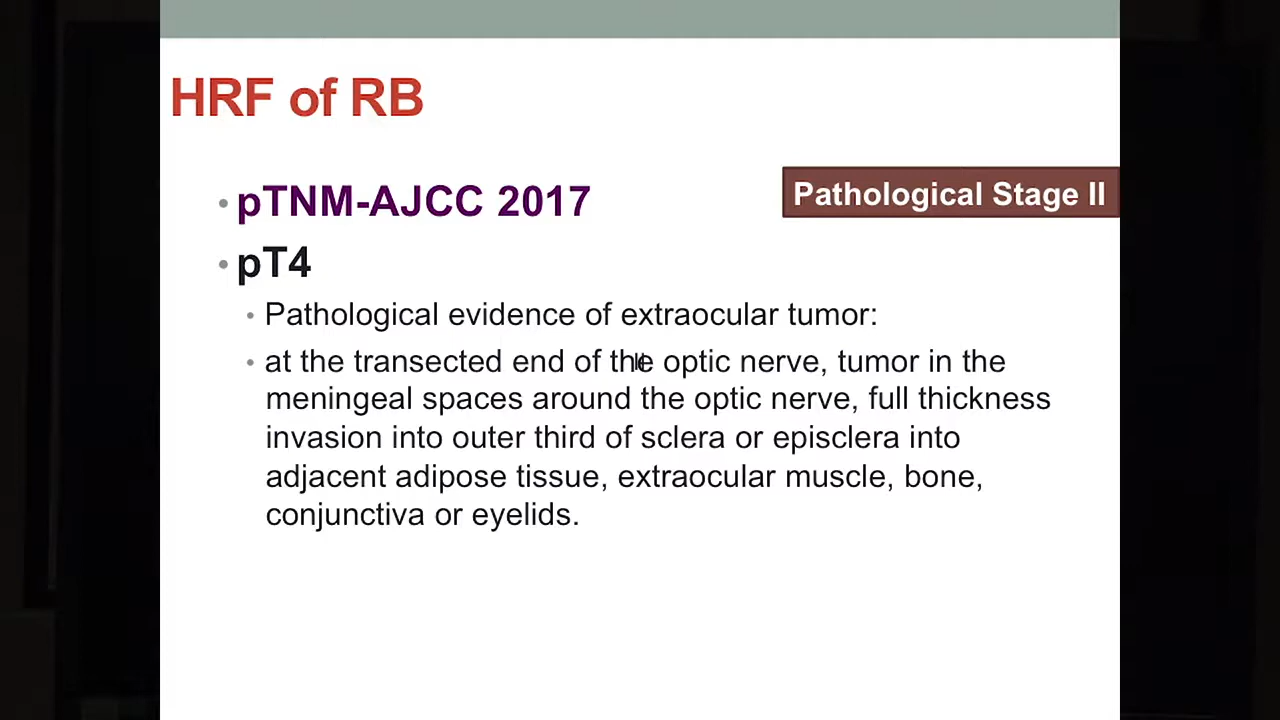 HRF of RB
• pTNM-AJCC 2017
Pathological Stage II
• pT4
• Pathological evidence of extraocular tumor:
• at the transected end of the optic nerve, tumor in the
meningeal spaces around the optic nerve, full thickness
invasion into outer third of sclera or episclera into
adjacent adipose tissue, extraocular muscle, bone,
conjunctiva or eyelids.